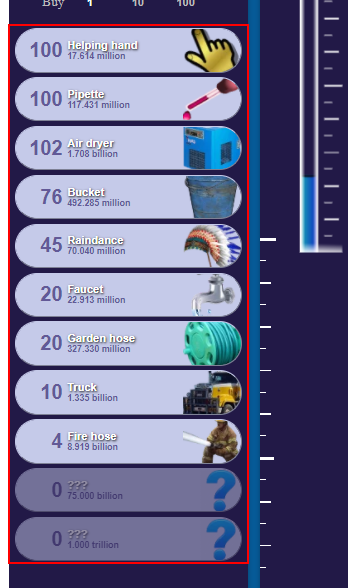 Buy 1 10 100
100 Helping hand
17.614 million
100 Pipette
117.431 million
102 Air dryer
1.708 billion
76 Bucket
492.285 million
45 Raindance
70.040 million
20 Faucet
22.913 million
20 Garden hose
327.330 million
10 Truck
1.335 billion
4 Fire hose
8.919 billion
0 ???
75.000 billion
0 ???
1.000 trillion